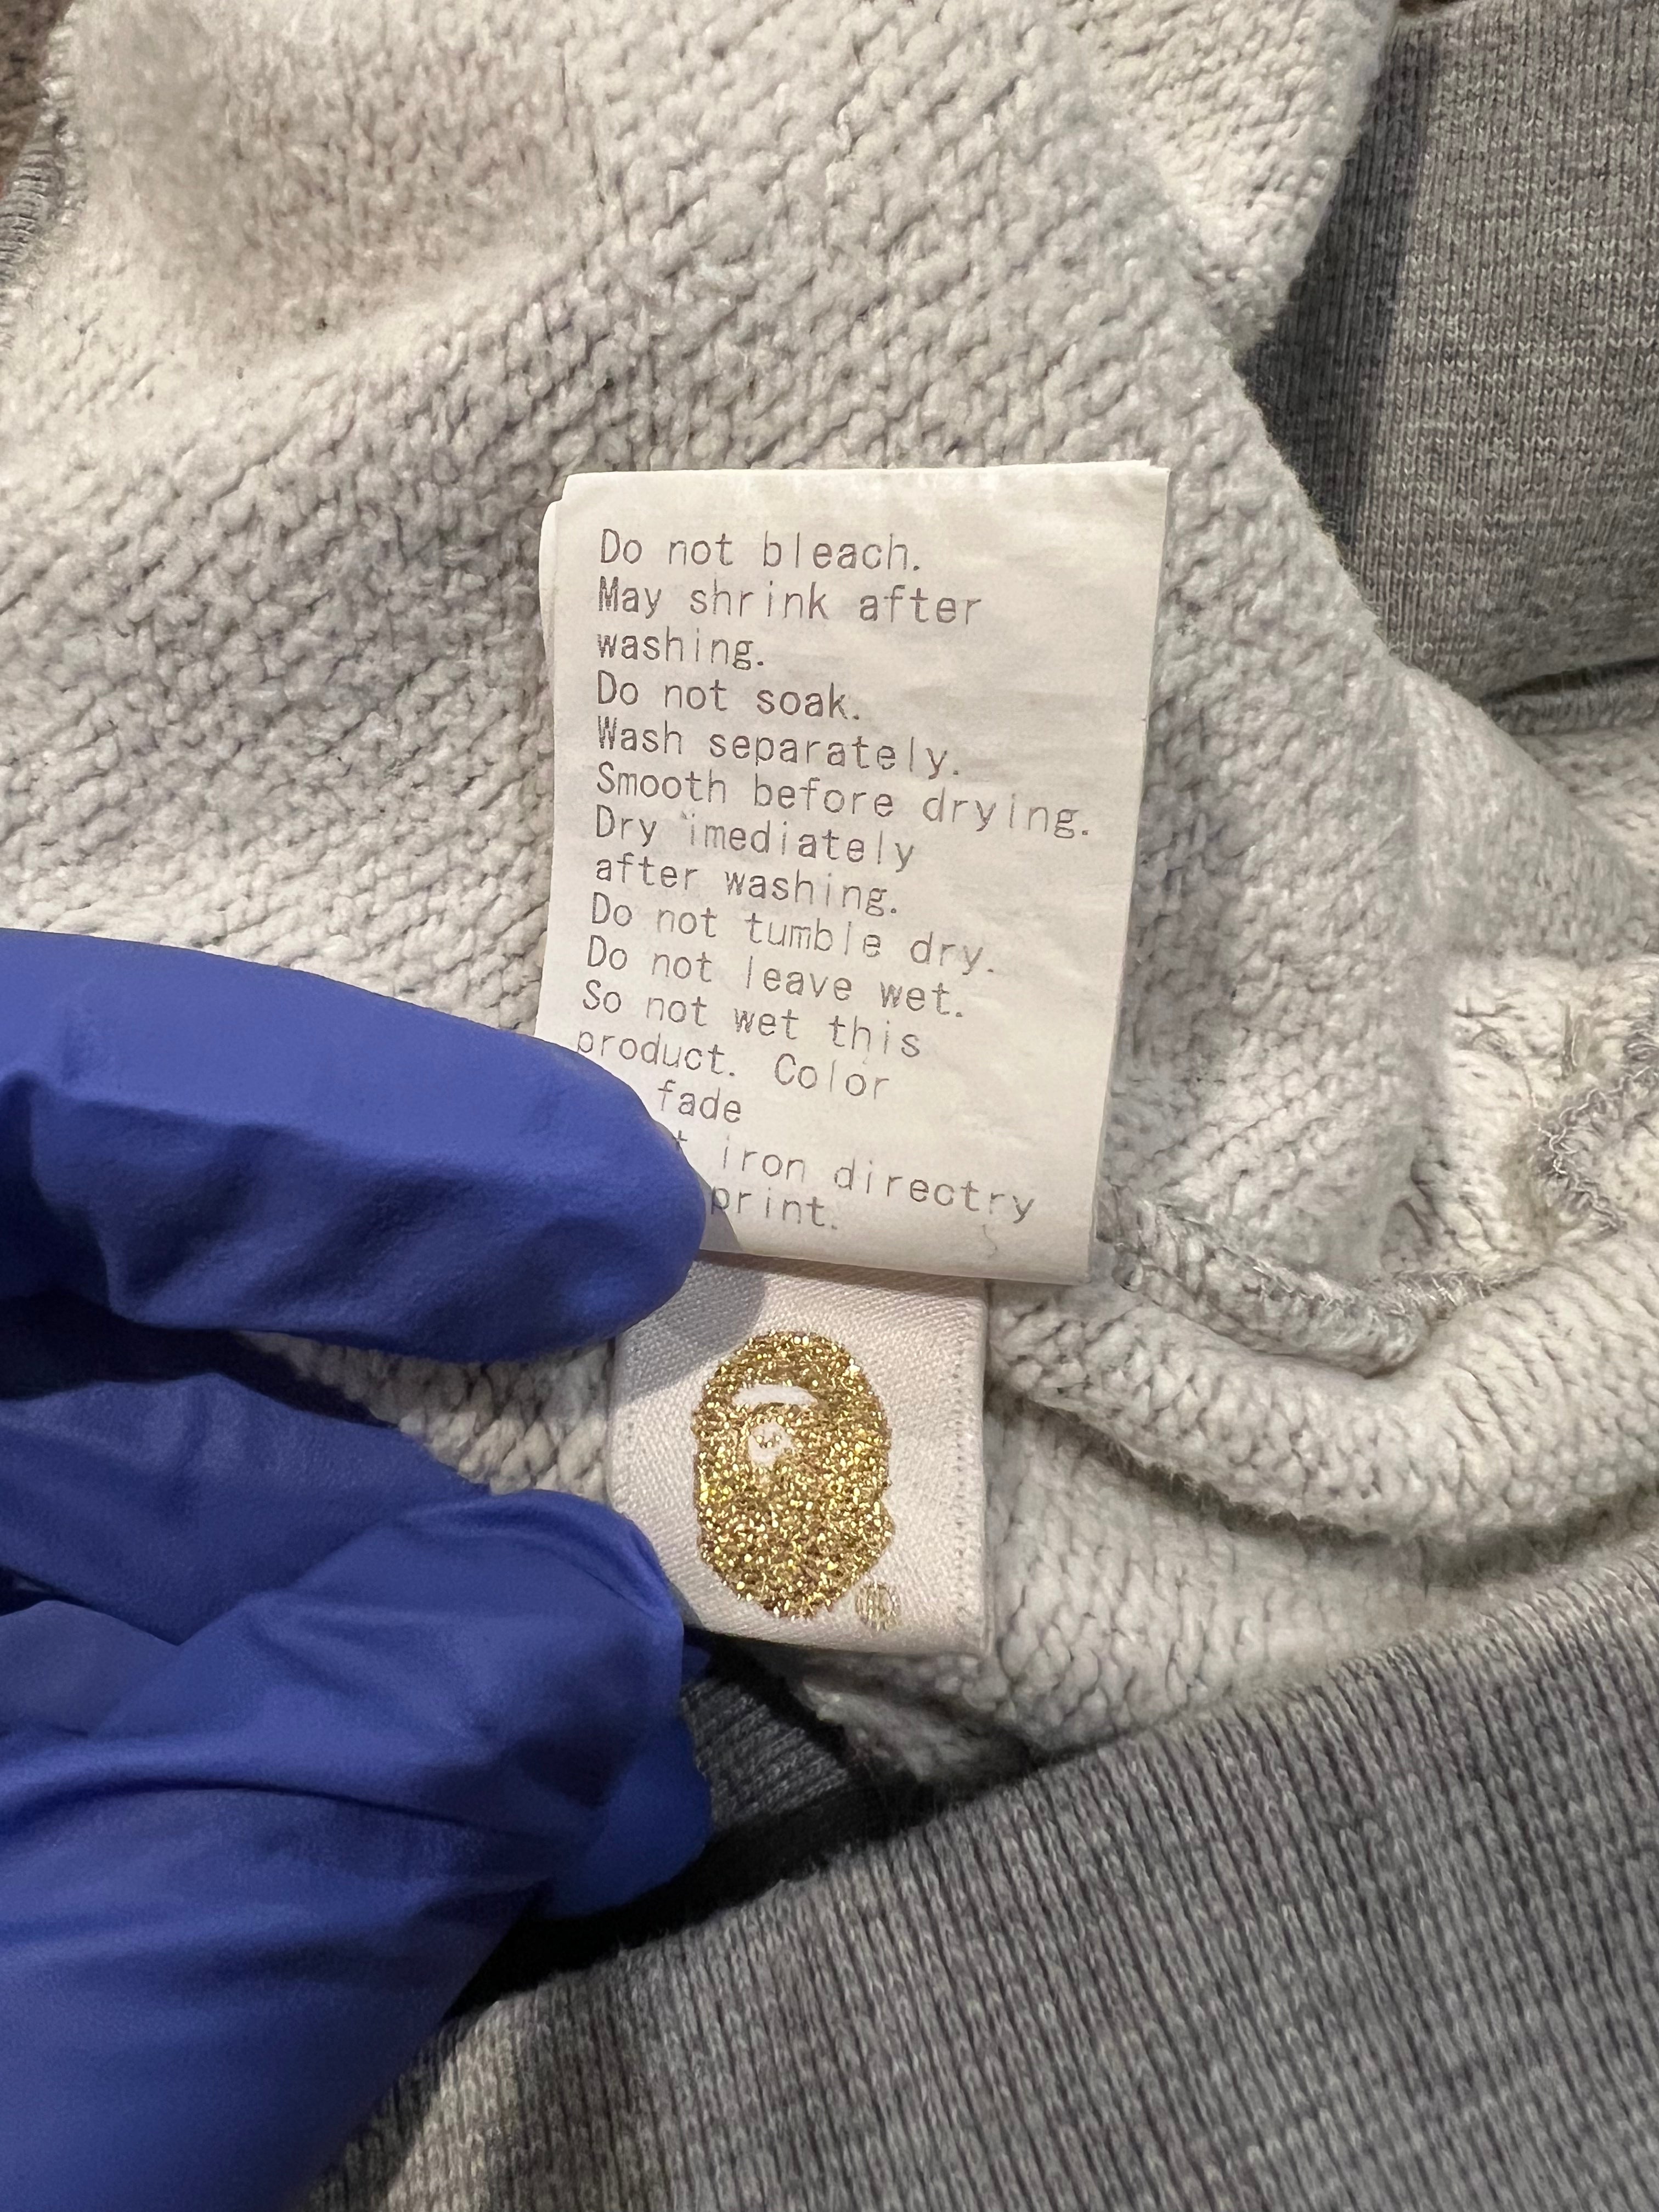 Do not bleach.
May shrink after
washing.
Do not soak.
Wash separately.
Smooth before drying.
Dry imediately
after washing.
Do not tumble dry.
Do not leave wet.
So not wet this
product. Color
fade
iron directry
print.